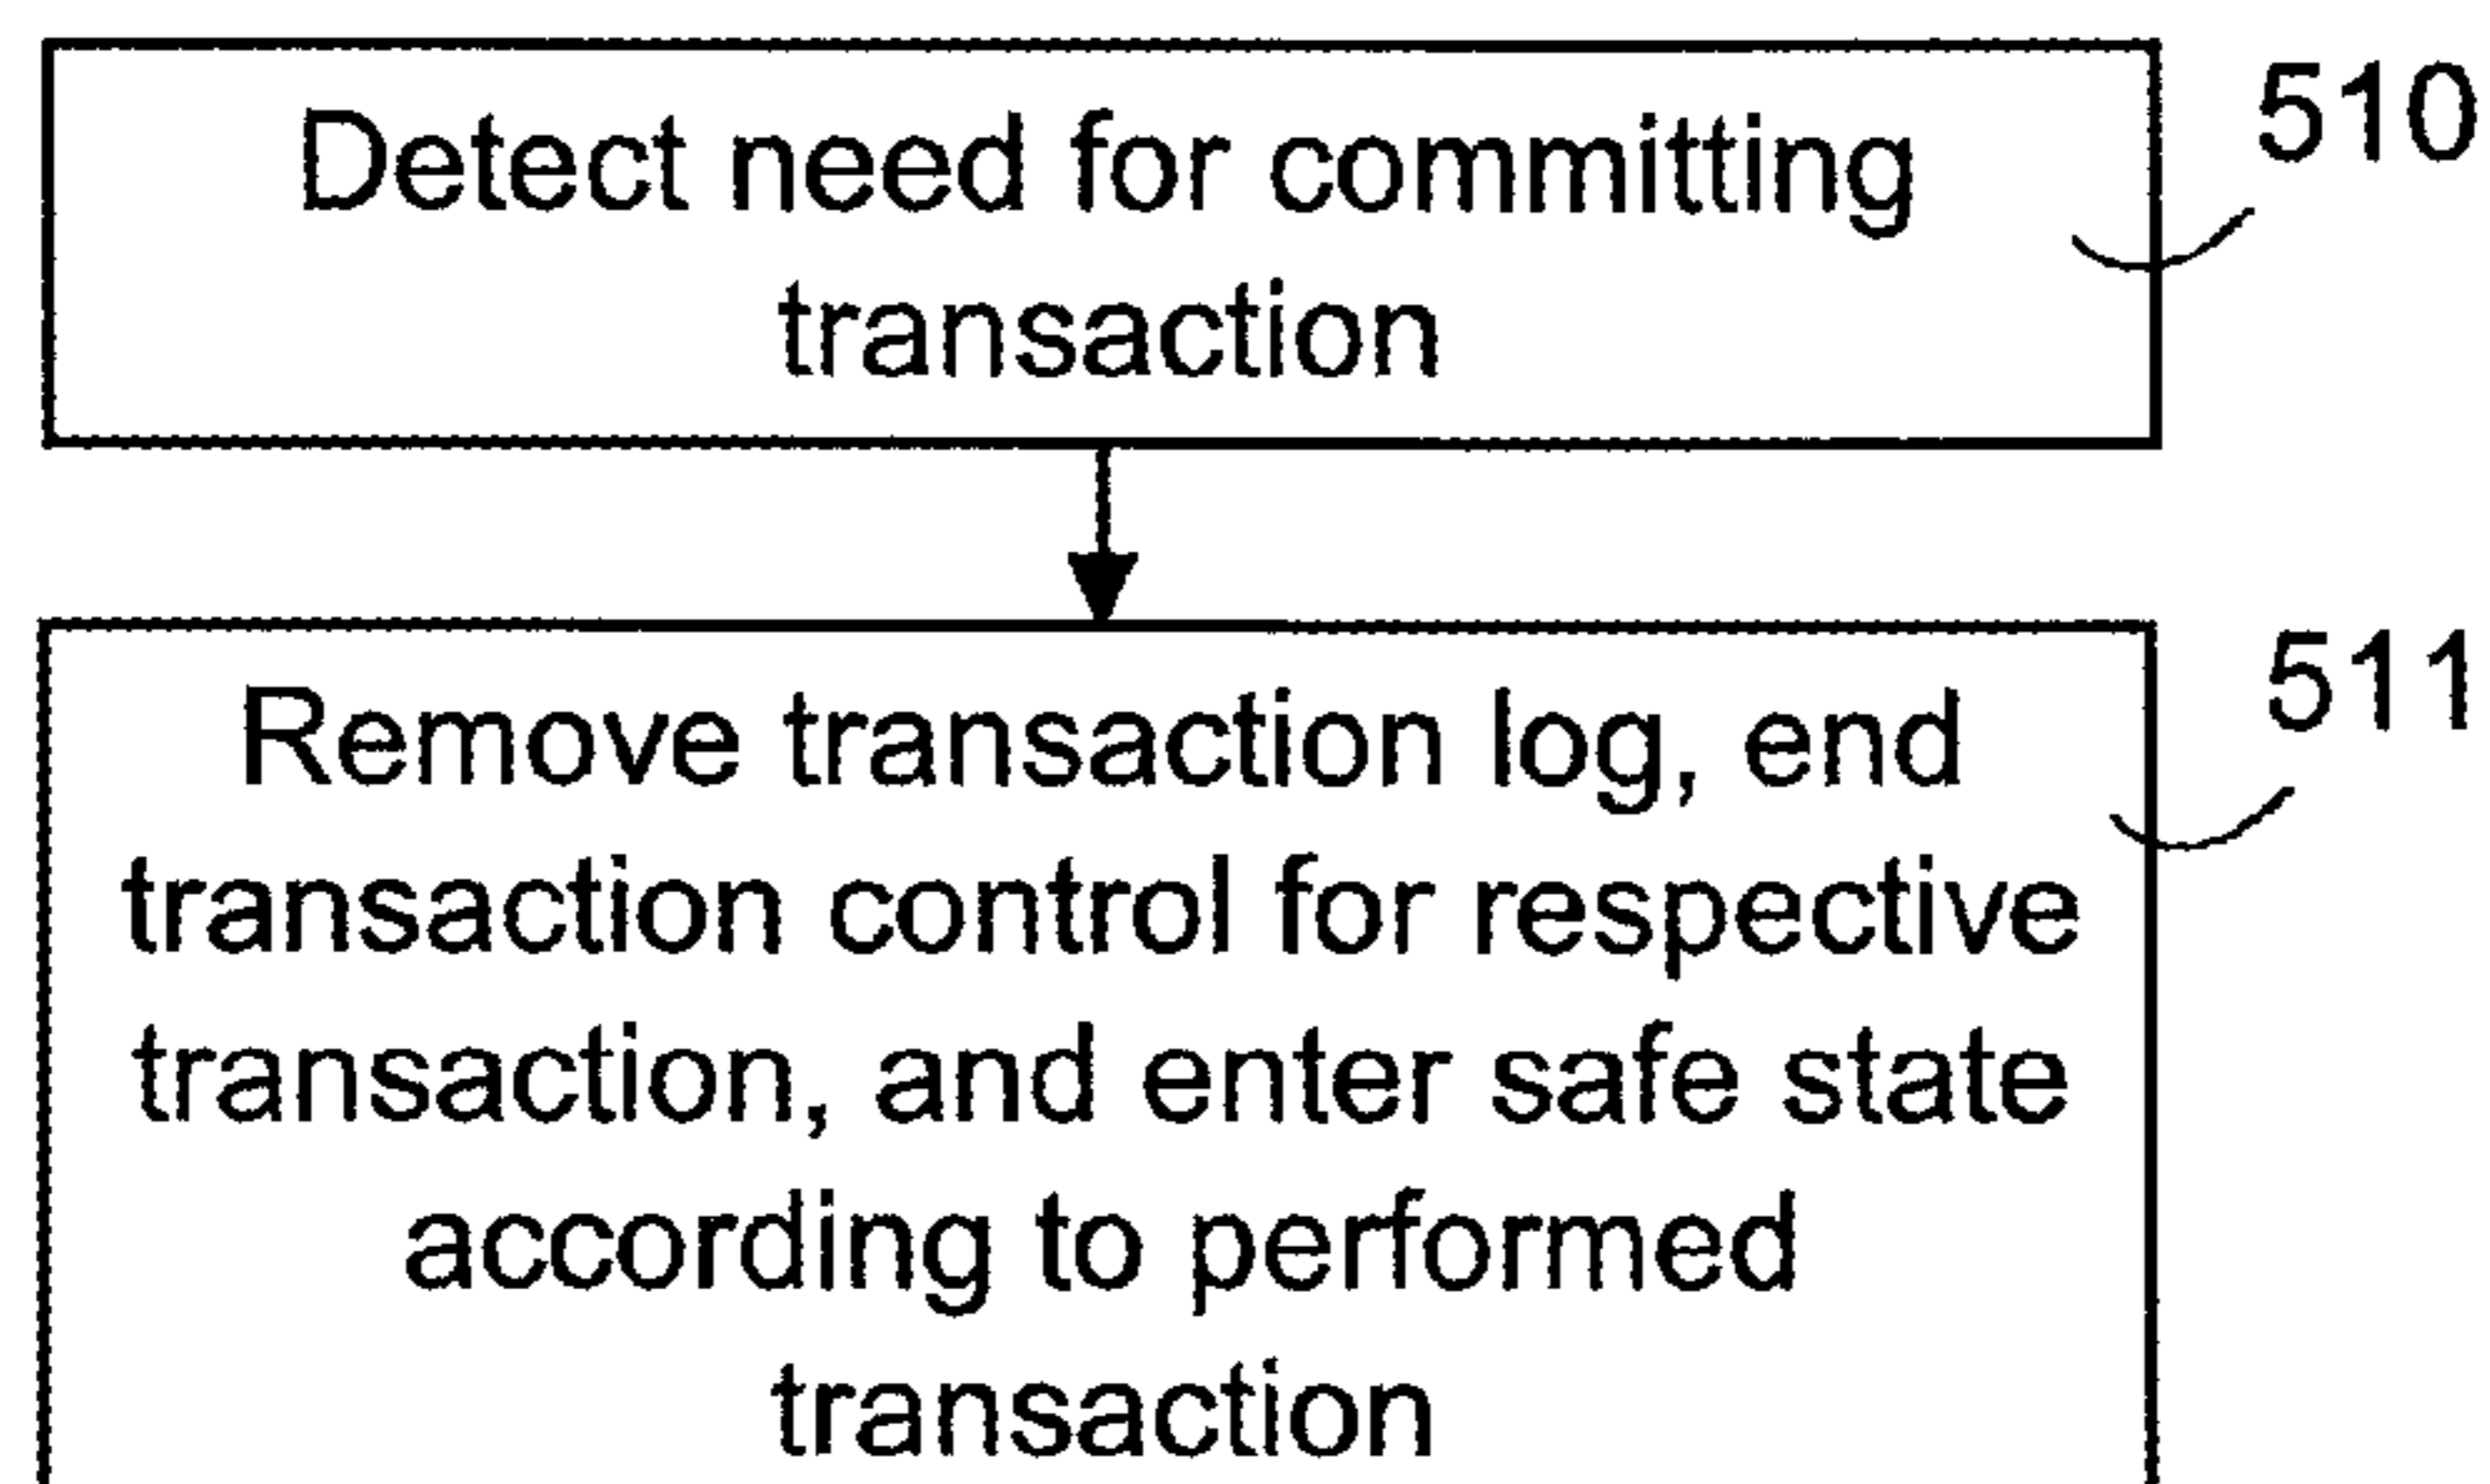 Detect need for committing
transaction
510
Remove transaction log, end
transaction control for respective
transaction, and enter safe state
according to performed
transaction
511